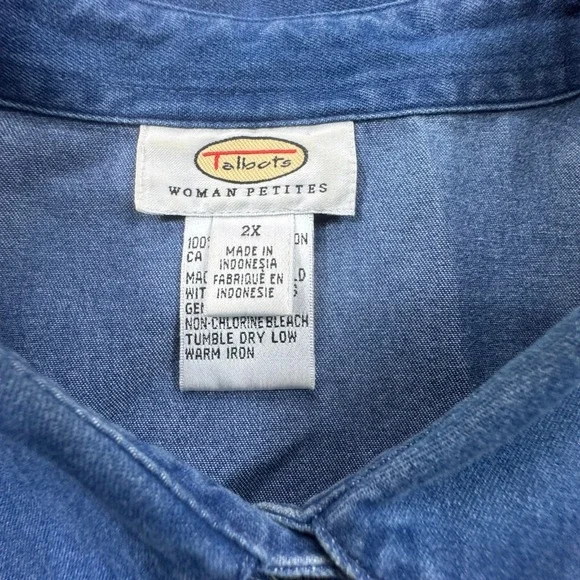 Talbots
WOMAN PETITES
2X
MADE IN
INDONESIA
FABRIQUÉ EN
INDONESIE
NON-CHLORINE BLEACH
TUMBLE DRY LOW
WARM IRON